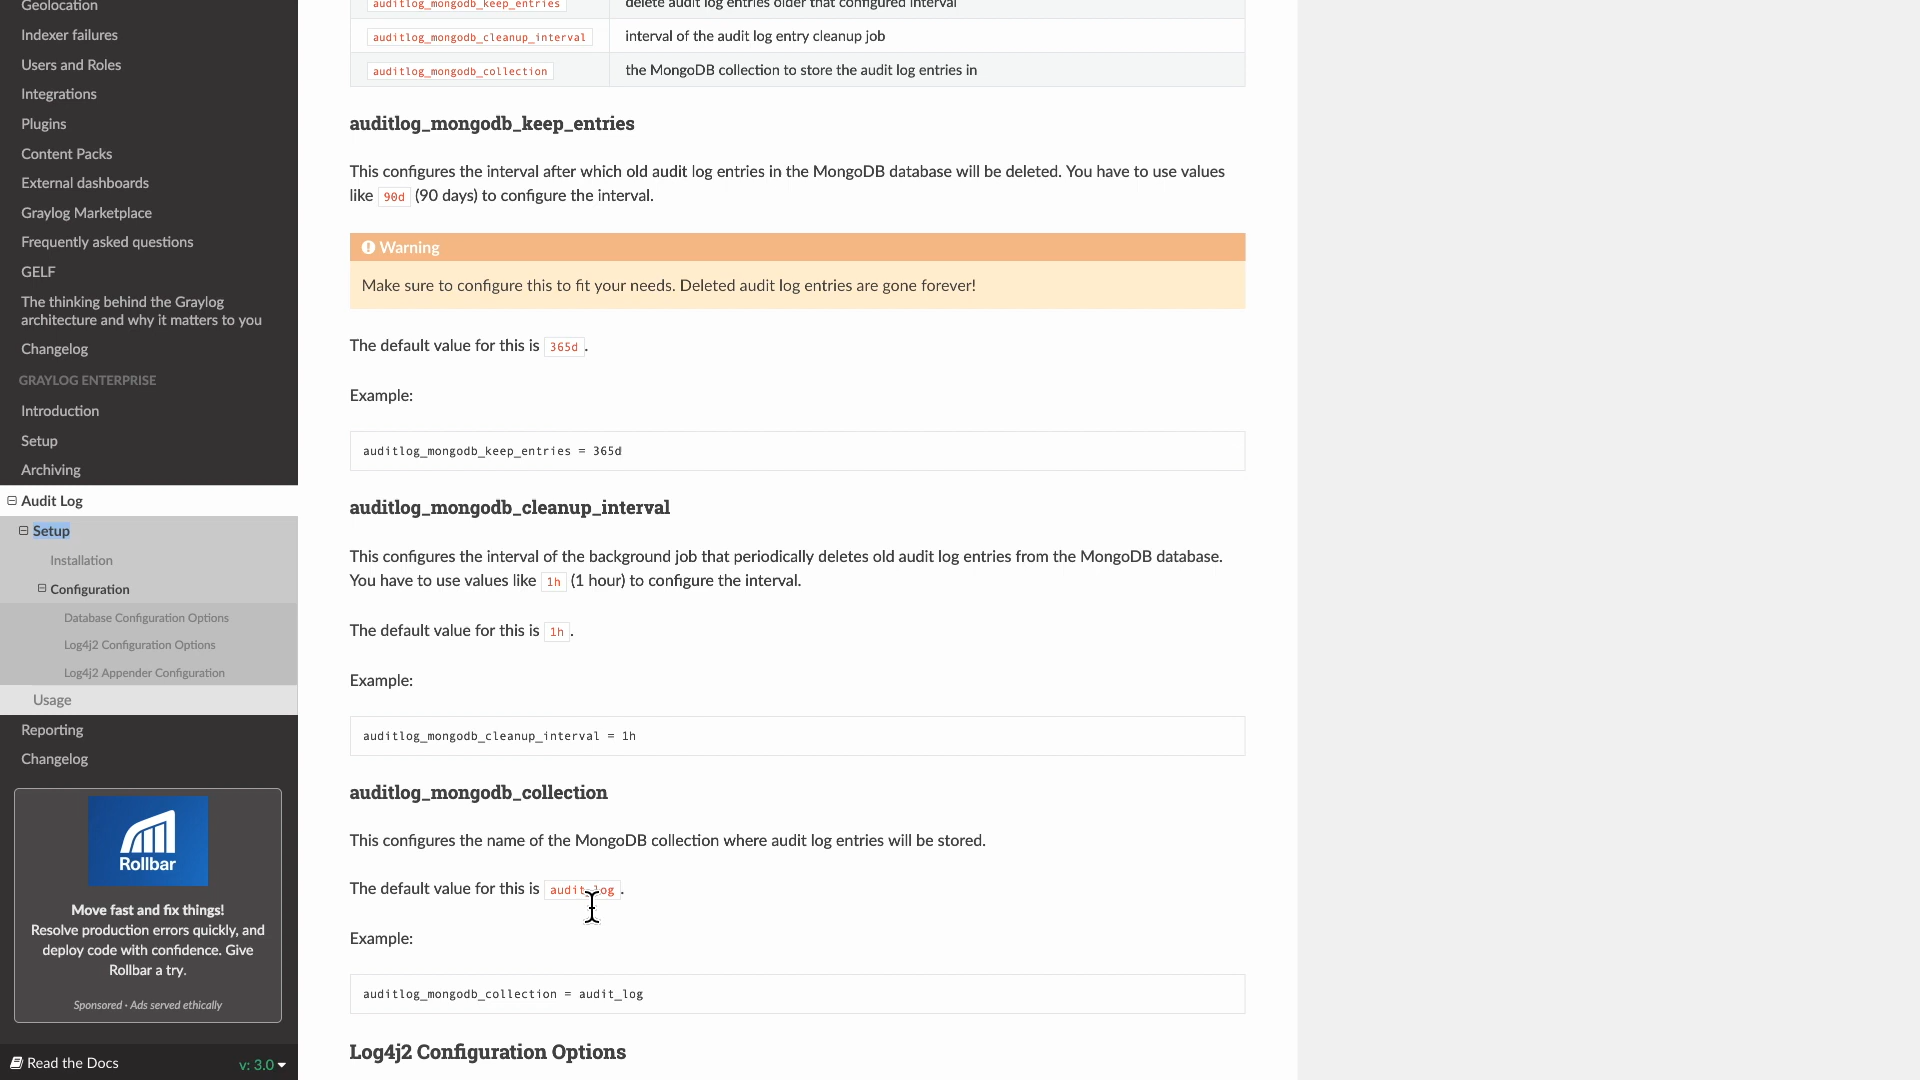 Geolocation
Indexer failures
Users and Roles
Integrations
Plugins
Content Packs
External dashboards
Graylog Marketplace
Frequently asked questions
GELF
The thinking behind the Graylog
architecture and why it matters to you
Changelog
GRAYLOG ENTERPRISE
Introduction
Setup
Archiving
Audit Log
Setup
Installation
Configuration
Database Configuration Options
Log4j2 Configuration Options
Log4j2 Appender Configuration
Usage
Reporting
Changelog
Rollbar
Move fast and fix things!
Resolve production errors quickly, and
deploy code with confidence. Give
Rollbar a try.
Sponsored · Ads served ethically
Read the Docs v: 3.0
auditlog_mongodb_keep_entries delete audit log entries older that configured interval
auditlog_mongodb_cleanup_interval interval of the audit log entry cleanup job
auditlog_mongodb_collection the MongoDB collection to store the audit log entries in
auditlog_mongodb_keep_entries
This configures the interval after which old audit log entries in the MongoDB database will be deleted. You have to use values
like 90d (90 days) to configure the interval.
Warning
Make sure to configure this to fit your needs. Deleted audit log entries are gone forever!
The default value for this is 365d.
Example:
auditlog_mongodb_keep_entries = 365d
auditlog_mongodb_cleanup_interval
This configures the interval of the background job that periodically deletes old audit log entries from the MongoDB database.
You have to use values like 1h (1 hour) to configure the interval.
The default value for this is 1h.
Example:
auditlog_mongodb_cleanup_interval = 1h
auditlog_mongodb_collection
This configures the name of the MongoDB collection where audit log entries will be stored.
The default value for this is audit_log.
Example:
auditlog_mongodb_collection = audit_log
Log4j2 Configuration Options